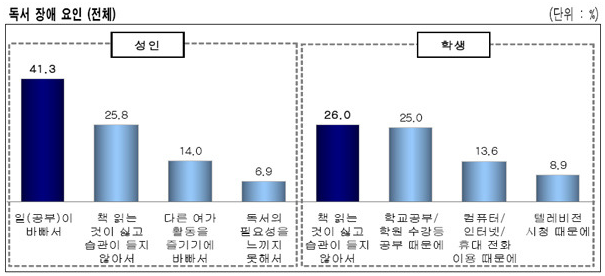 독서 장애 요인 (전체)
(단위 : %)
성인
41.3
25.8
14.0
6.9
일(공부)이
바빠서
책 읽는
것이 싫고
습관이 들지
않아서
다른 여가
활동을
즐기기에
바빠서
독서의
필요성을
느끼지
못해서
학생
26.0
25.0
13.6
8.9
책 읽는
것이 싫고
습관이 들지
않아서
학교공부/
학원 수강등
공부 때문에
컴퓨터/
인터넷/
휴대 전화
이용 때문에
텔레비전
시청 때문에